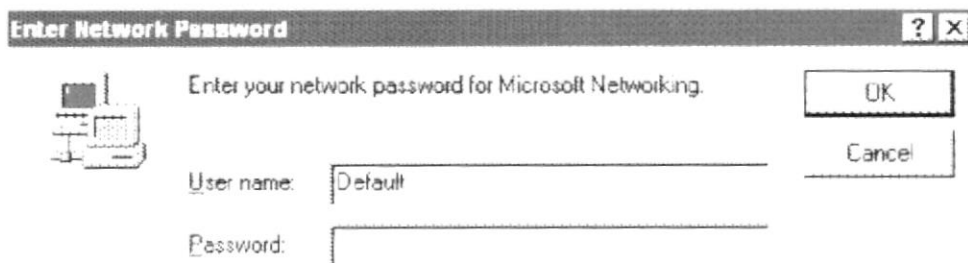 Enter Network Password
? X
Enter your network password for Microsoft Networking.
OK
Cancel
User name: Default
Password: